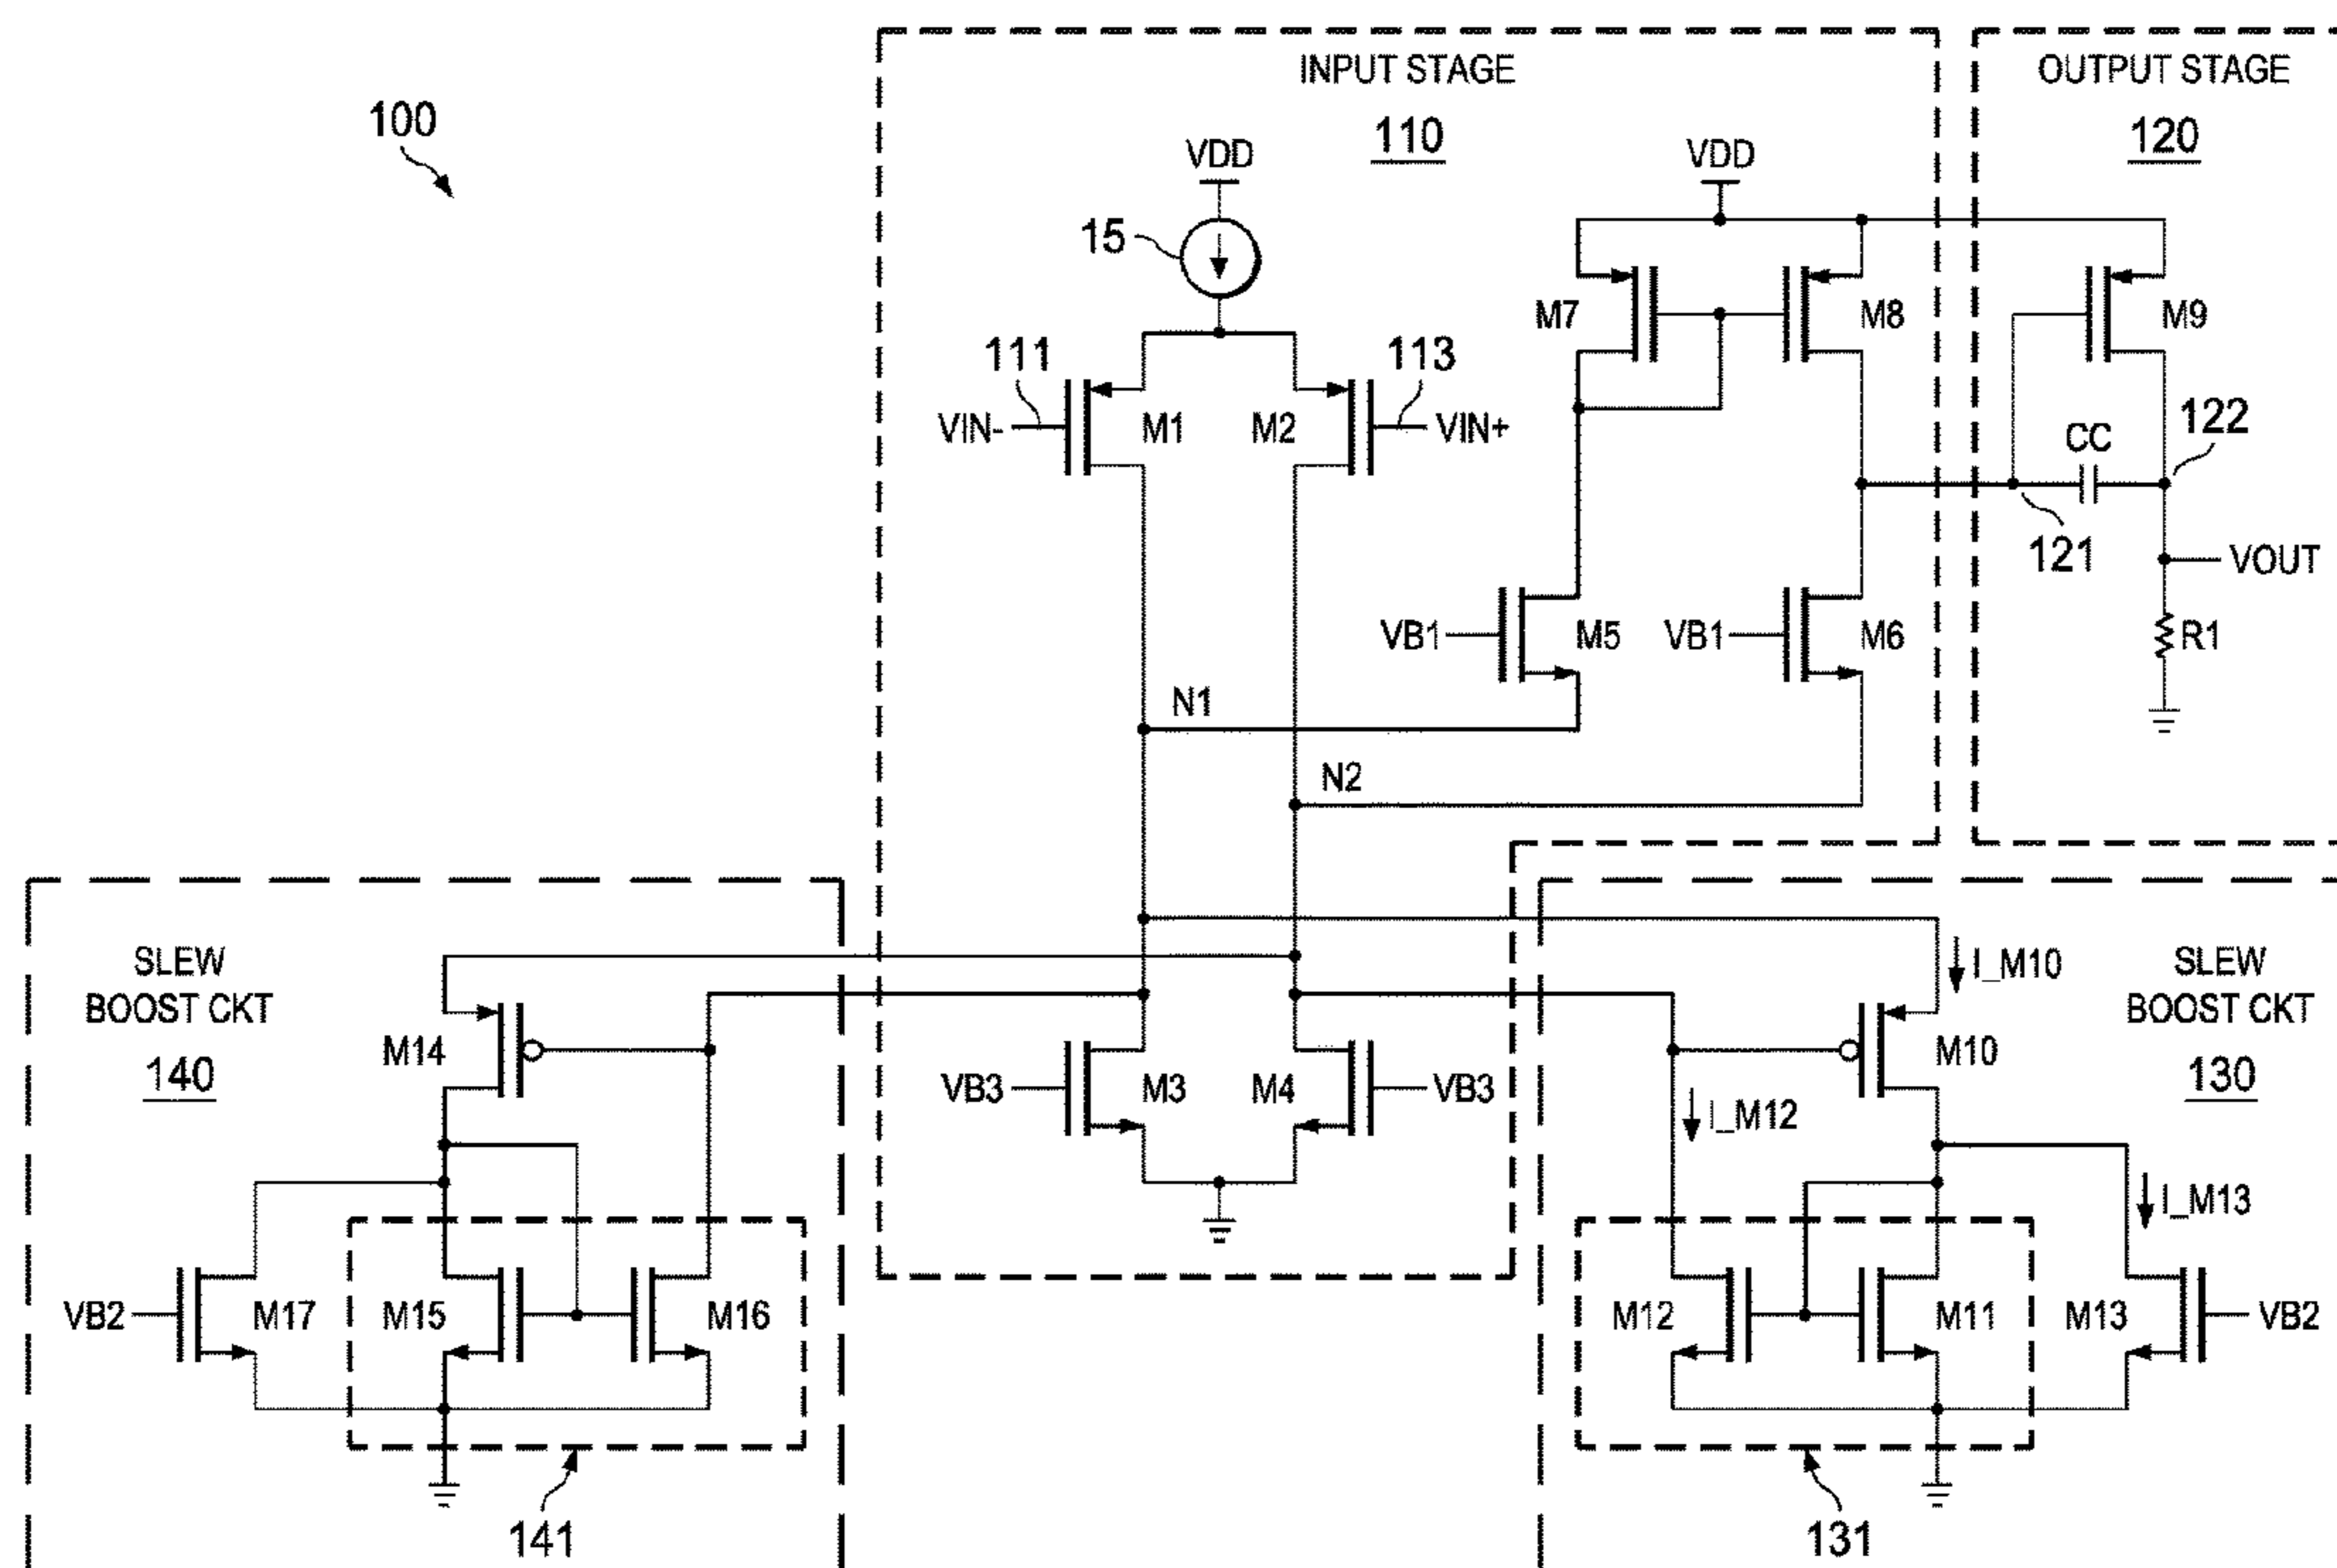 100
INPUT STAGE
110
OUTPUT STAGE
120
VDD
VDD
15
M7
M8
M9
111
113
VIN-
M1
M2
VIN+
122
CC
121
VOUT
VB1
M5
VB1
M6
R1
N1
N2
SLEW
BOOST CKT
140
M14
VB3
M3
M4
VB3
I_M10
SLEW
BOOST CKT
130
M10
I_M12
I_M13
VB2
M17
M15
M16
M12
M11
M13
VB2
141
131